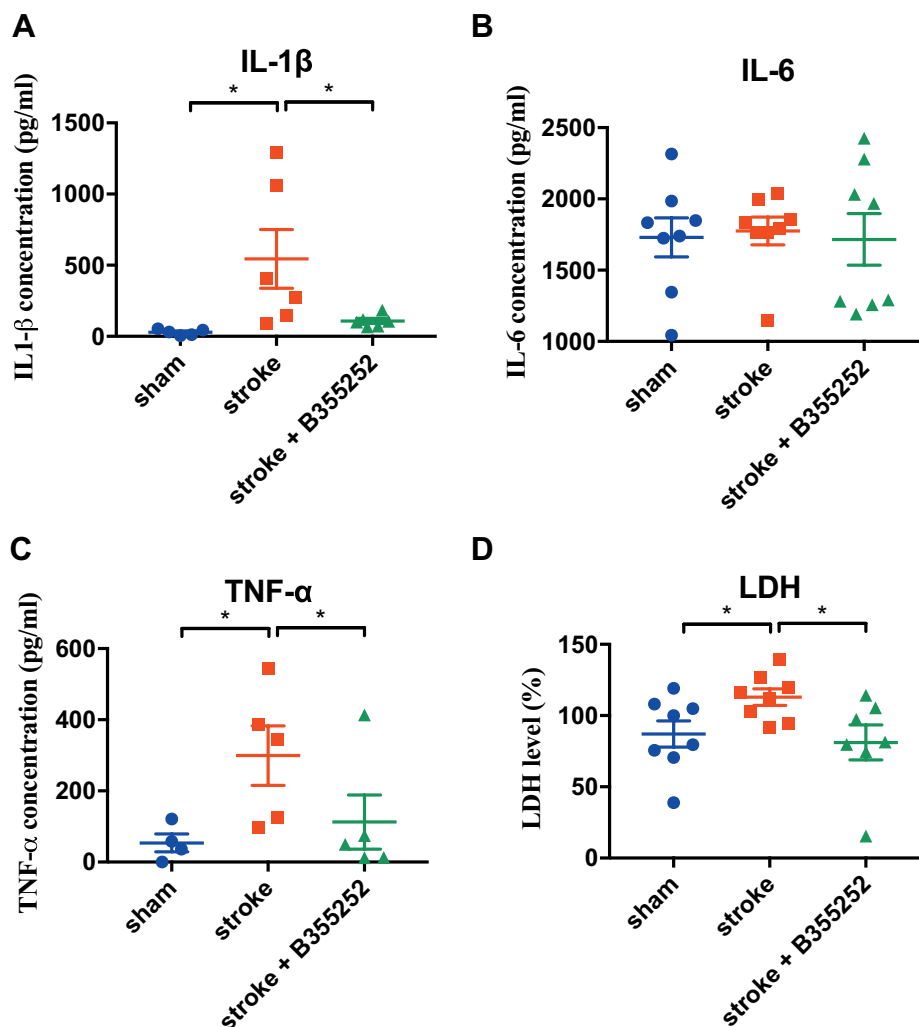 A
IL-1β
* *
IL1-β concentration (pg/ml)
1500
1000
500
0
sham
stroke
stroke + B355252
B
IL-6
IL-6 concentration (pg/ml)
2500
2000
1500
1000
sham
stroke
stroke + B355252
C
TNF-α
* *
TNF-α concentration (pg/ml)
600
400
200
0
sham
stroke
stroke + B355252
D
LDH
* *
LDH level (%)
150
100
50
0
sham
stroke
stroke + B355252